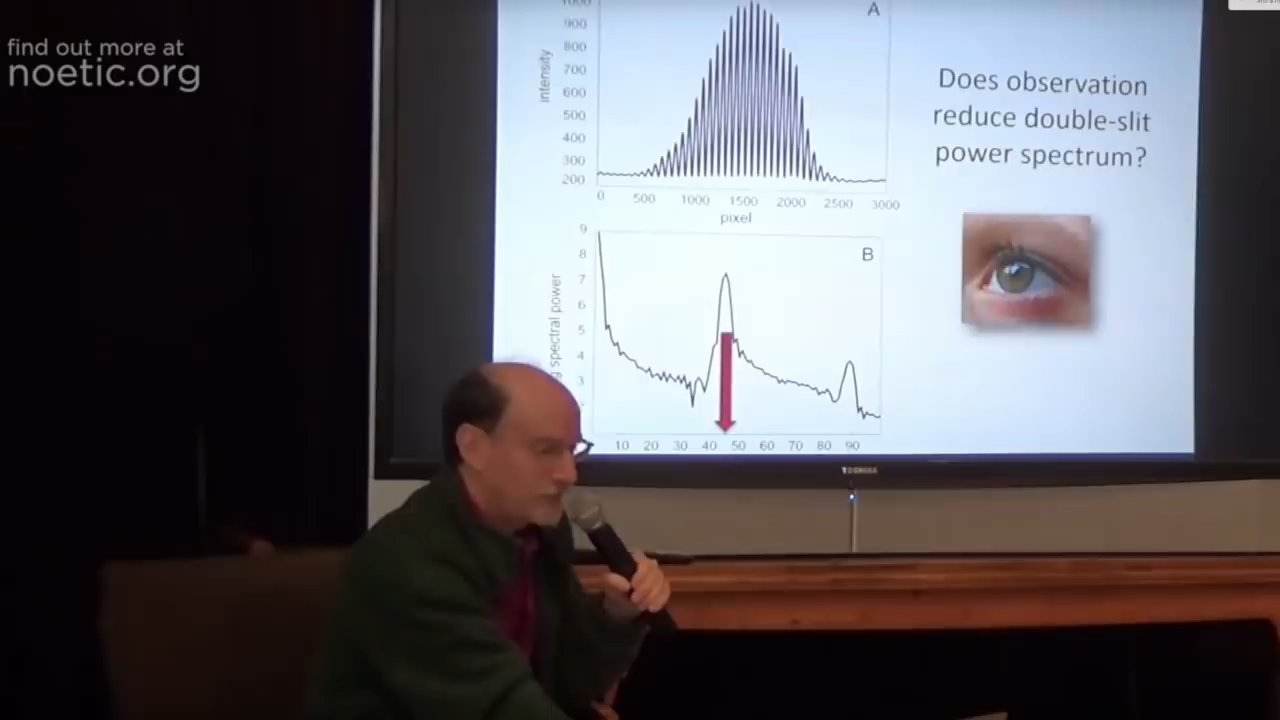 find out more at
noetic.org
1000
900
800
700
600
500
400
300
200
intensity
A
0 500 1000 1500 2000 2500 3000
pixel
Does observation
reduce double-slit
power spectrum?
9
8
7
6
5
4
3
spectral power
B
10 20 30 40 50 60 70 80 90
TOSHIBA